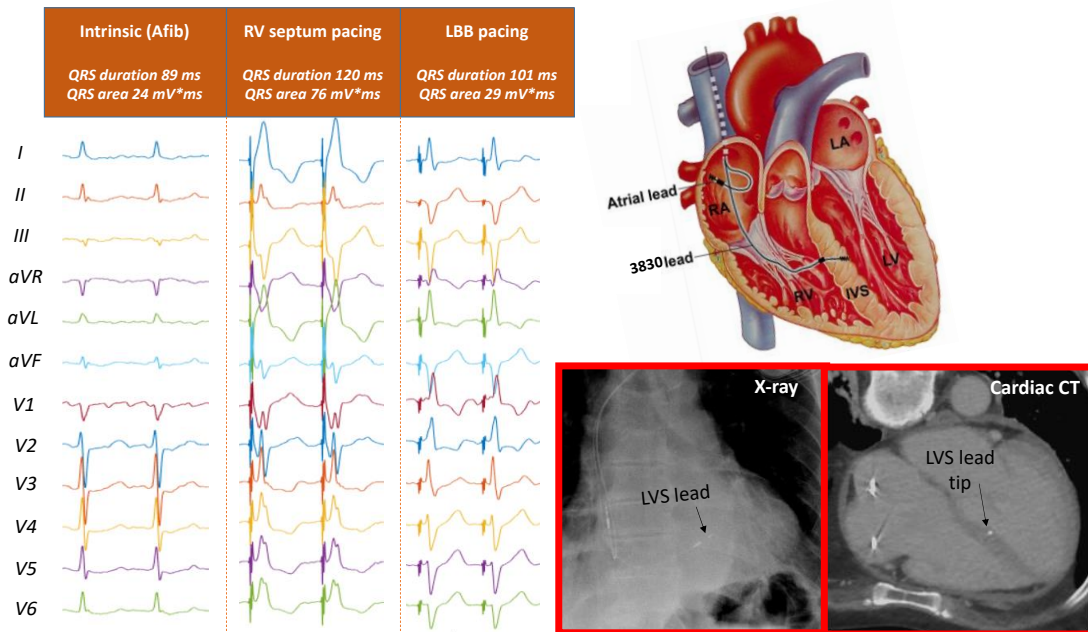 Intrinsic (Afib)
QRS duration 89 ms
QRS area 24 mV*ms
RV septum pacing
QRS duration 120 ms
QRS area 76 mV*ms
LBB pacing
QRS duration 101 ms
QRS area 29 mV*ms
I
II
III
aVR
aVL
aVF
V1
V2
V3
V4
V5
V6
LA
Atrial lead
RA
3830 lead
LV
RV
IVS
X-ray
LVS lead
Cardiac CT
LVS lead
tip